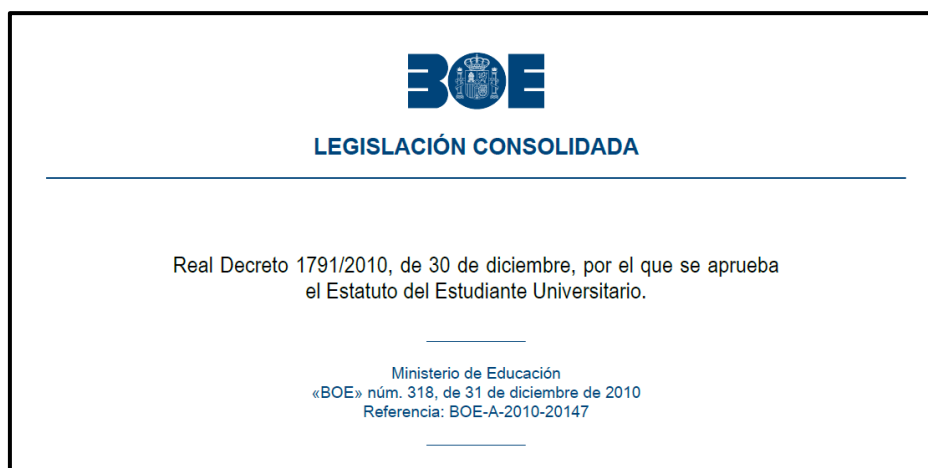 BOE
LEGISLACIÓN CONSOLIDADA
Real Decreto 1791/2010, de 30 de diciembre, por el que se aprueba
el Estatuto del Estudiante Universitario.
Ministerio de Educación
«BOE» núm. 318, de 31 de diciembre de 2010
Referencia: BOE-A-2010-20147